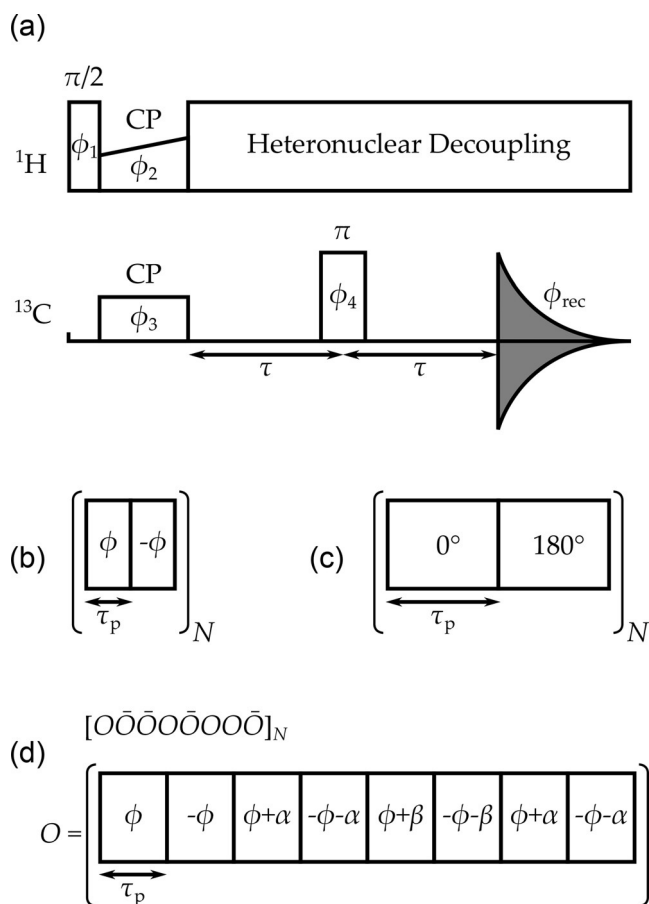 (a)
π/2
¹H ϕ₁ CP ϕ₂ Heteronuclear Decoupling
π
¹³C CP ϕ₃ ϕ₄ ϕrec
τ τ
(b) ϕ -ϕ N
τp
(c) 0° 180° N
τp
[OŌŌOŌOOŌ]N
(d) O = ϕ -ϕ ϕ+α -ϕ-α ϕ+β -ϕ-β ϕ+α -ϕ-α
τp